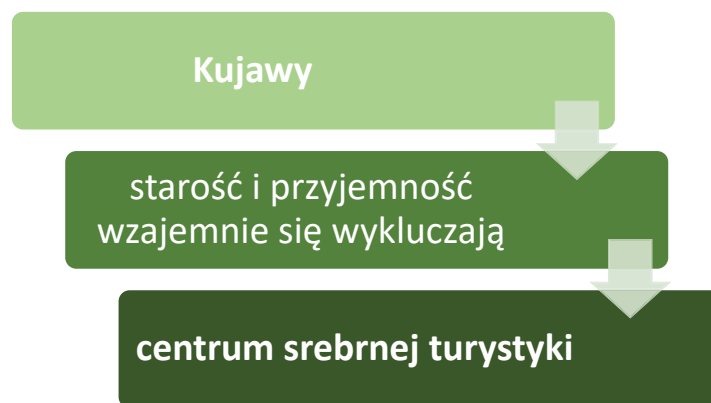 Kujawy
starość i przyjemność
wzajemnie się wykluczają
centrum srebrnej turystyki